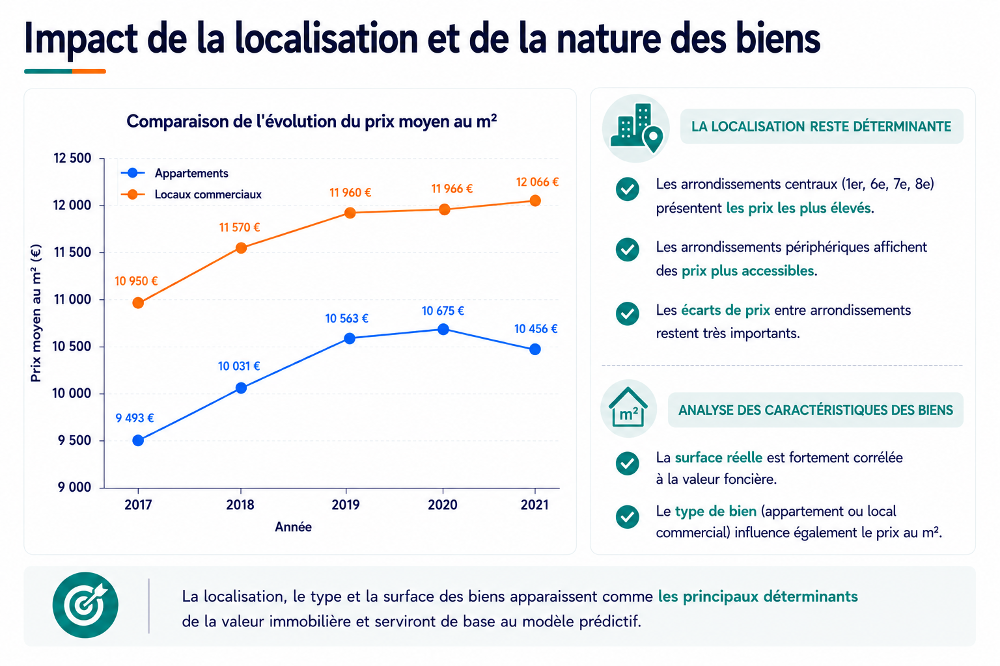 Impact de la localisation et de la nature des biens
Comparaison de l'évolution du prix moyen au m²
Prix moyen au m² (€)
12 500
12 000
11 500
11 000
10 500
10 000
9 500
9 000
Appartements
Locaux commerciaux
10 950 €
11 570 €
11 960 €
11 966 €
12 066 €
9 493 €
10 031 €
10 563 €
10 675 €
10 456 €
2017
2018
2019
2020
2021
Année
LA LOCALISATION RESTE DÉTERMINANTE
Les arrondissements centraux (1er, 6e, 7e, 8e)
présentent les prix les plus élevés.
Les arrondissements périphériques affichent
des prix plus accessibles.
Les écarts de prix entre arrondissements
restent très importants.
m²
ANALYSE DES CARACTÉRISTIQUES DES BIENS
La surface réelle est fortement corrélée
à la valeur foncière.
Le type de bien (appartement ou local
commercial) influence également le prix au m².
La localisation, le type et la surface des biens apparaissent comme les principaux déterminants
de la valeur immobilière et serviront de base au modèle prédictif.